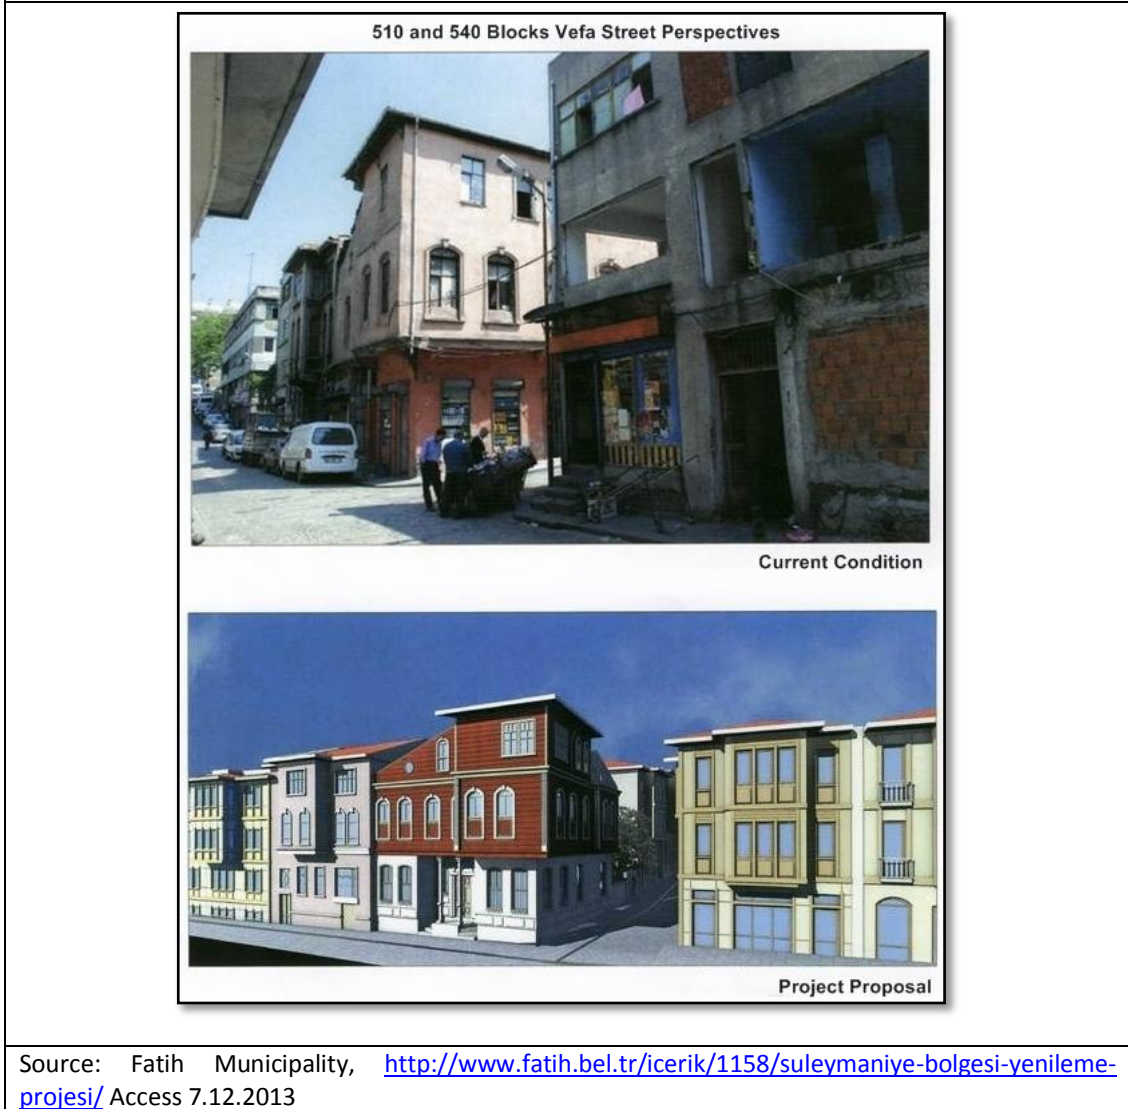 510 and 540 Blocks Vefa Street Perspectives
Current Condition
Project Proposal
Source: Fatih Municipality, http://www.fatih.bel.tr/icerik/1158/suleymaniye-bolgesi-yenileme-
projesi/ Access 7.12.2013